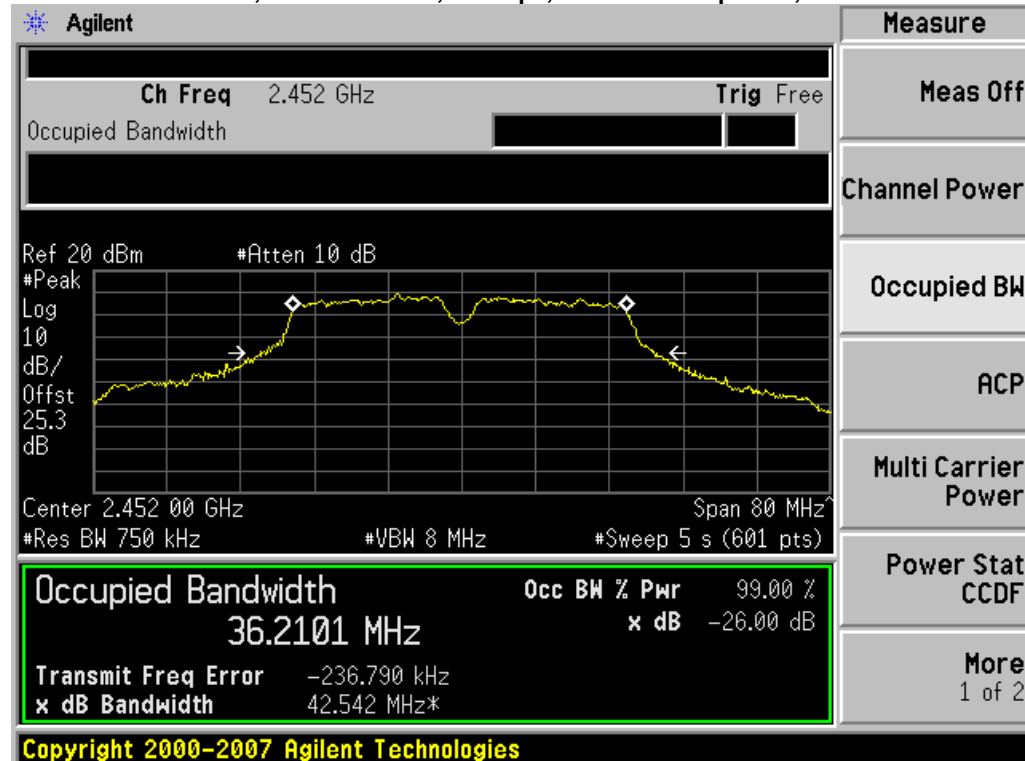 Agilent
Measure
Ch Freq 2.452 GHz Trig Free
Occupied Bandwidth
Meas Off
Channel Power
Occupied BW
ACP
Multi Carrier
Power
Power Stat
CCDF
More
1 of 2
Ref 20 dBm #Atten 10 dB
#Peak
Log
10
dB/
Offst
25.3
dB
Center 2.452 00 GHz Span 80 MHz^
#Res BW 750 kHz #VBW 8 MHz #Sweep 5 s (601 pts)
Occupied Bandwidth Occ BW % Pwr 99.00 %
36.2101 MHz x dB -26.00 dB
Transmit Freq Error -236.790 kHz
x dB Bandwidth 42.542 MHz*
Copyright 2000-2007 Agilent Technologies